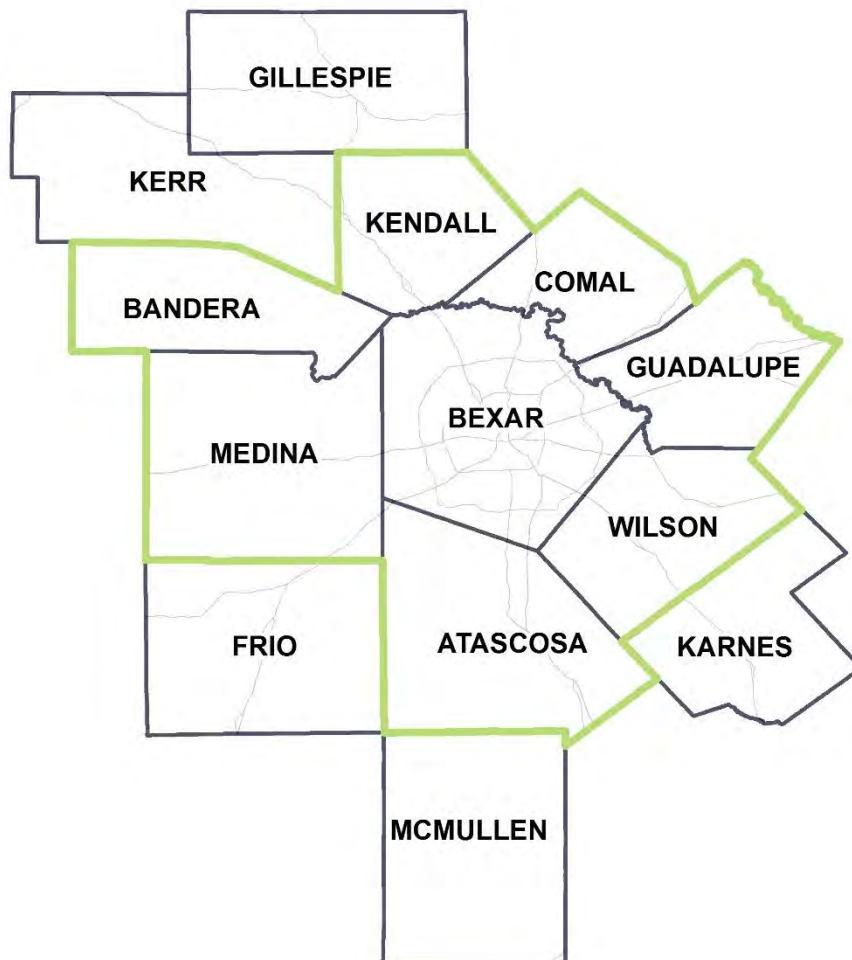 GILLESPIE
KERR
KENDALL
COMAL
BANDERA
GUADALUPE
BEXAR
MEDINA
WILSON
FRIO
ATASCOSA
KARNES
MCMULLEN